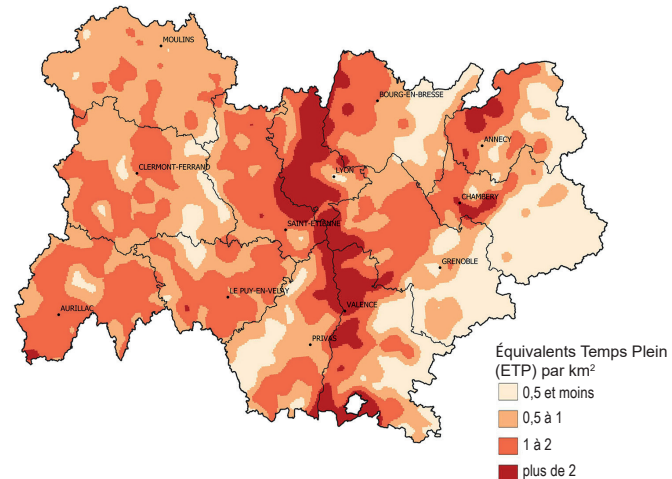 MOULINS
BOURG-EN-BRESSE
ANNECY
CLERMONT-FERRAND
LYON
CHAMBERY
SAINT-ETIENNE
GRENOBLE
LE PUY-EN-VELAY
AURILLAC
VALENCE
PRIVAS
Équivalents Temps Plein
(ETP) par km²
0,5 et moins
0,5 à 1
1 à 2
plus de 2